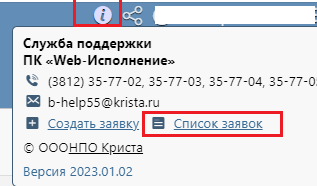 Служба поддержки
ПК «Web-Исполнение»
(3812) 35-77-02, 35-77-03, 35-77-04, 35-77-05
b-help55@krista.ru
Создать заявку Список заявок
© ОООНПО Криста
Версия 2023.01.02